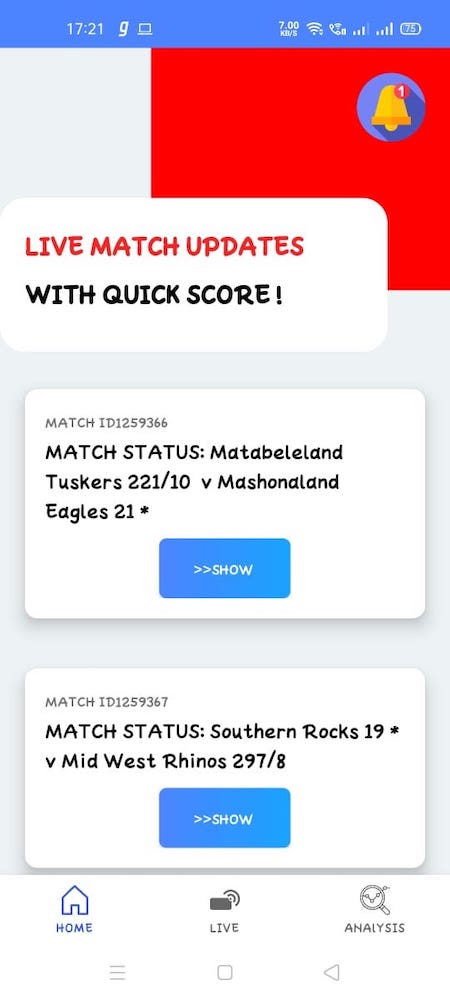 17:21 g 7.00 KB/S 75
1
LIVE MATCH UPDATES
WITH QUICK SCORE !
MATCH ID1259366
MATCH STATUS: Matabeleland
Tuskers 221/10 v Mashonaland
Eagles 21 *
>>SHOW
MATCH ID1259367
MATCH STATUS: Southern Rocks 19 *
v Mid West Rhinos 297/8
>>SHOW
HOME LIVE ANAlYSIS